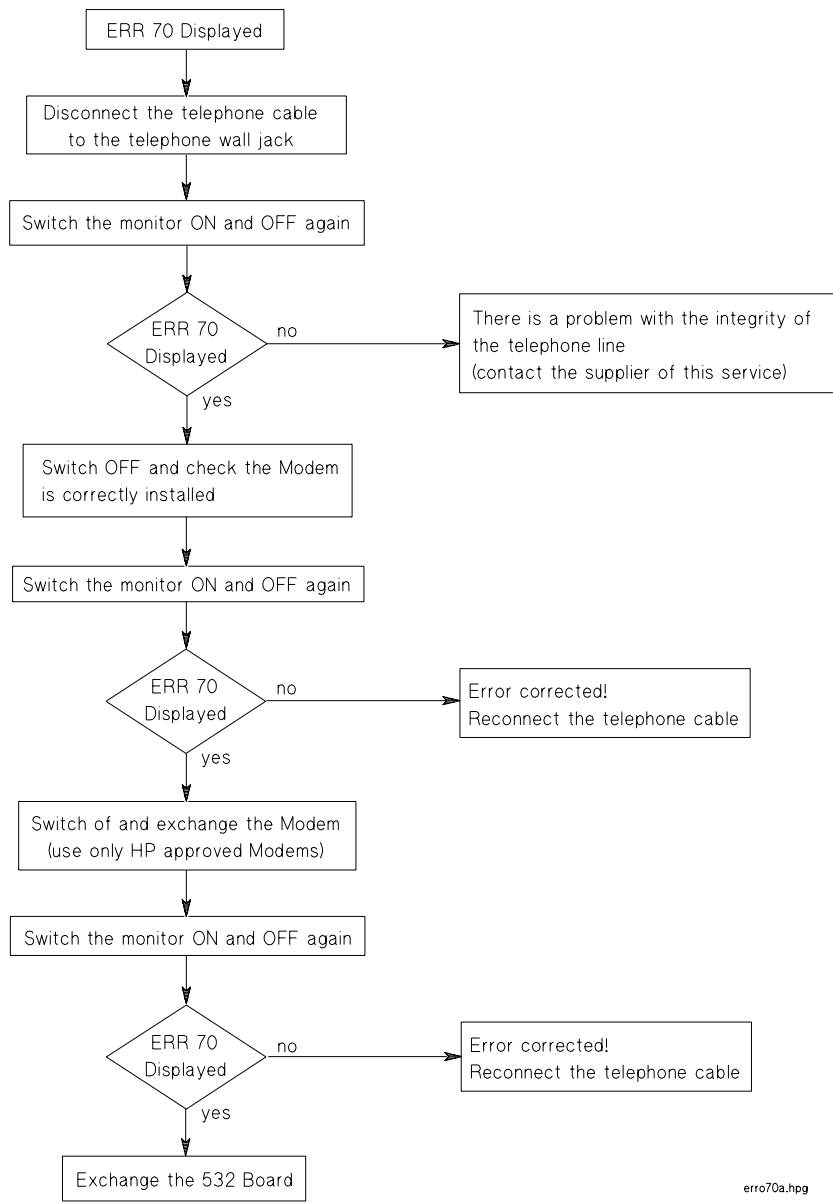 ERR 70 Displayed
Disconnect the telephone cable
to the telephone wall jack
Switch the monitor ON and OFF again
ERR 70
Displayed
no
There is a problem with the integrity of
the telephone line
(contact the supplier of this service)
yes
Switch OFF and check the Modem
is correctly installed
Switch the monitor ON and OFF again
ERR 70
Displayed
no
Error corrected!
Reconnect the telephone cable
yes
Switch of and exchange the Modem
(use only HP approved Modems)
Switch the monitor ON and OFF again
ERR 70
Displayed
no
Error corrected!
Reconnect the telephone cable
yes
Exchange the 532 Board
erro70a.hpg